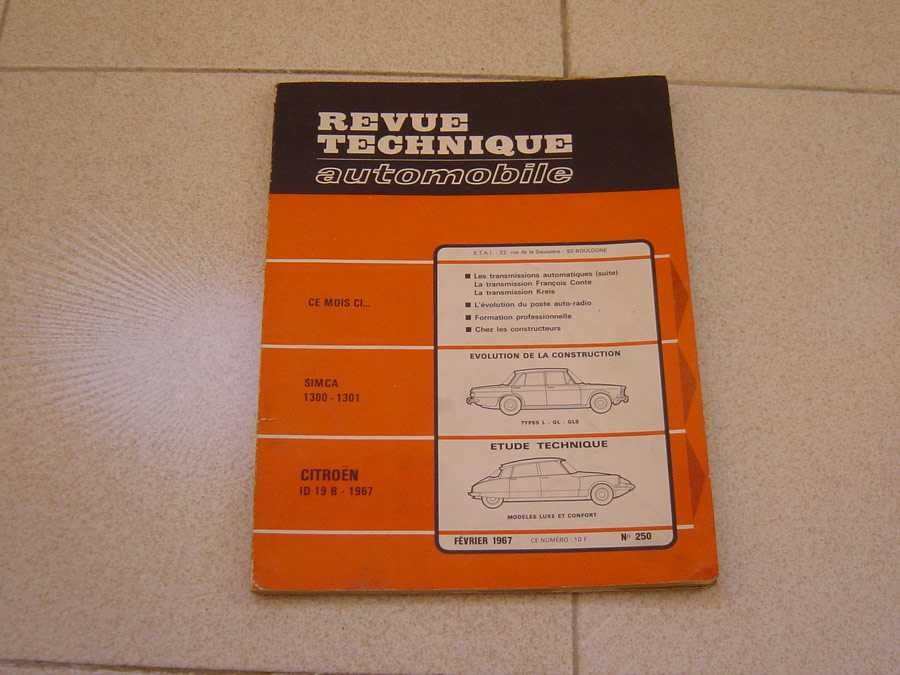 REVUE
TECHNIQUE
automobile
E.T.A.I. - 22, rue de la Saussière - 92-BOULOGNE
CE MOIS CI...
■ Les transmissions automatiques (suite)
La transmission François Conte
La transmission Kreis
■ L'évolution du poste auto-radio
■ Formation professionnelle
■ Chez les constructeurs
SIMCA
1300 - 1301
EVOLUTION DE LA CONSTRUCTION
TYPES L - GL - GLS
CITROËN
ID 19 B - 1967
ETUDE TECHNIQUE
MODELES LUXE ET CONFORT
FÉVRIER 1967
CE NUMÉRO : 10 F
N° 250